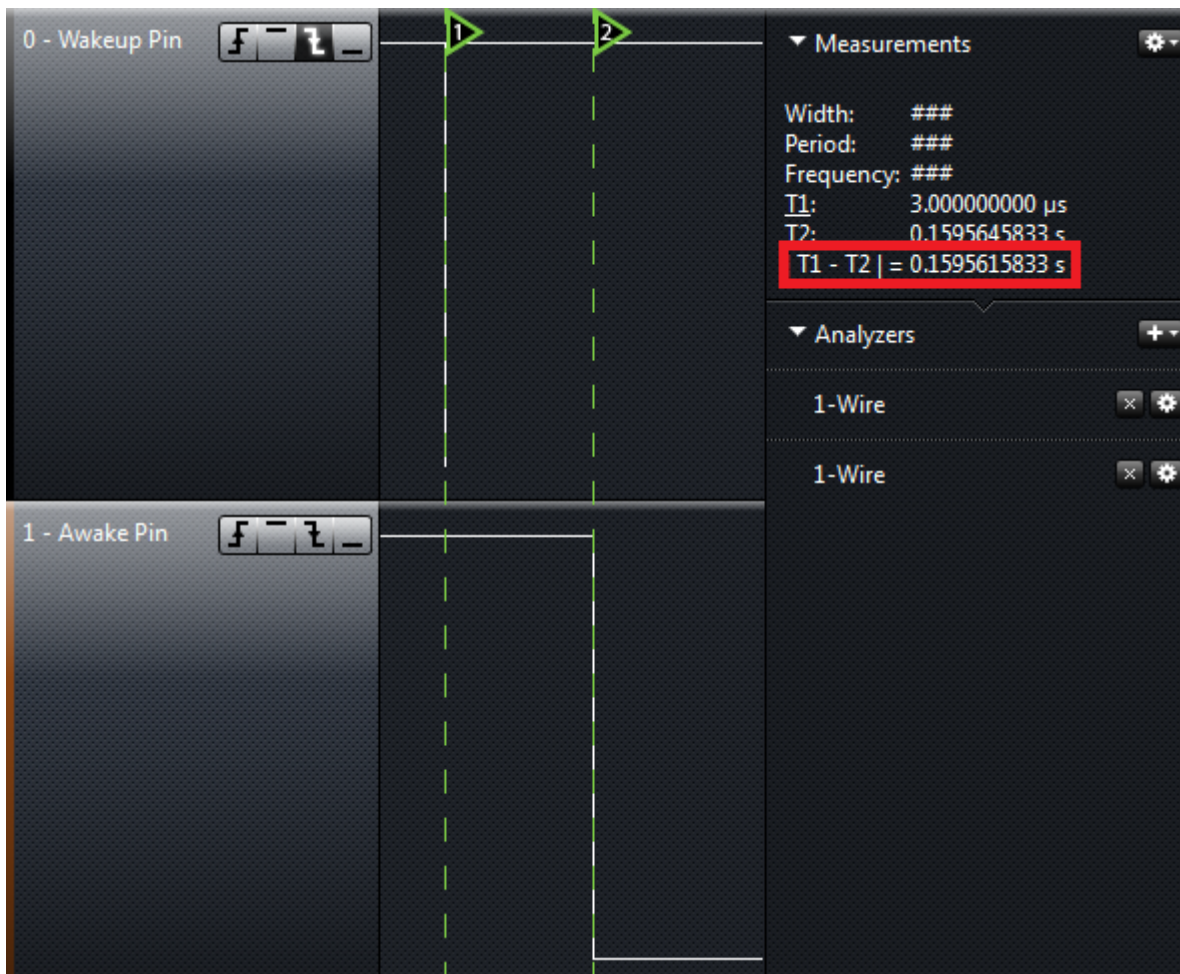 0 - Wakeup Pin
1
2
Measurements
Width: ###
Period: ###
Frequency: ###
T1: 3.000000000 µs
T2: 0.1595645833 s
T1 - T2 | = 0.1595615833 s
Analyzers
1-Wire
1-Wire
1 - Awake Pin